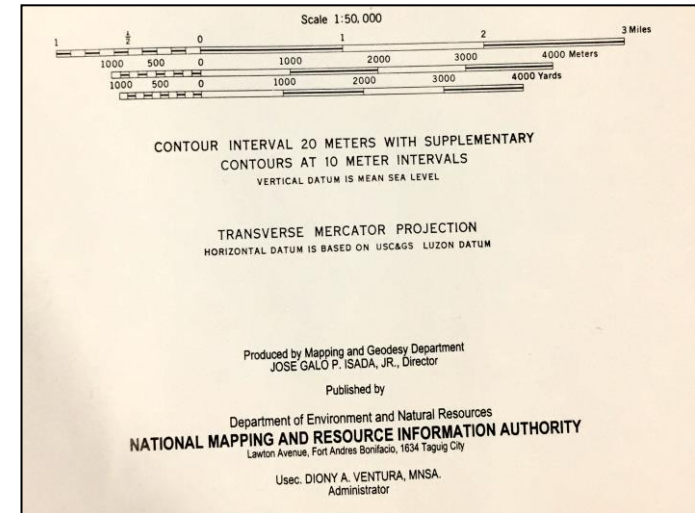 Scale 1:50,000
1 ½ 0 1 2 3 Miles
1000 500 0 1000 2000 3000 4000 Meters
1000 500 0 1000 2000 3000 4000 Yards
CONTOUR INTERVAL 20 METERS WITH SUPPLEMENTARY
CONTOURS AT 10 METER INTERVALS
VERTICAL DATUM IS MEAN SEA LEVEL
TRANSVERSE MERCATOR PROJECTION
HORIZONTAL DATUM IS BASED ON USC&GS LUZON DATUM
Produced by Mapping and Geodesy Department
JOSE GALO P. ISADA, JR., Director
Published by
Department of Environment and Natural Resources
NATIONAL MAPPING AND RESOURCE INFORMATION AUTHORITY
Lawton Avenue, Fort Andres Bonifacio, 1634 Taguig City
Usec. DIONY A. VENTURA, MNSA.
Administrator